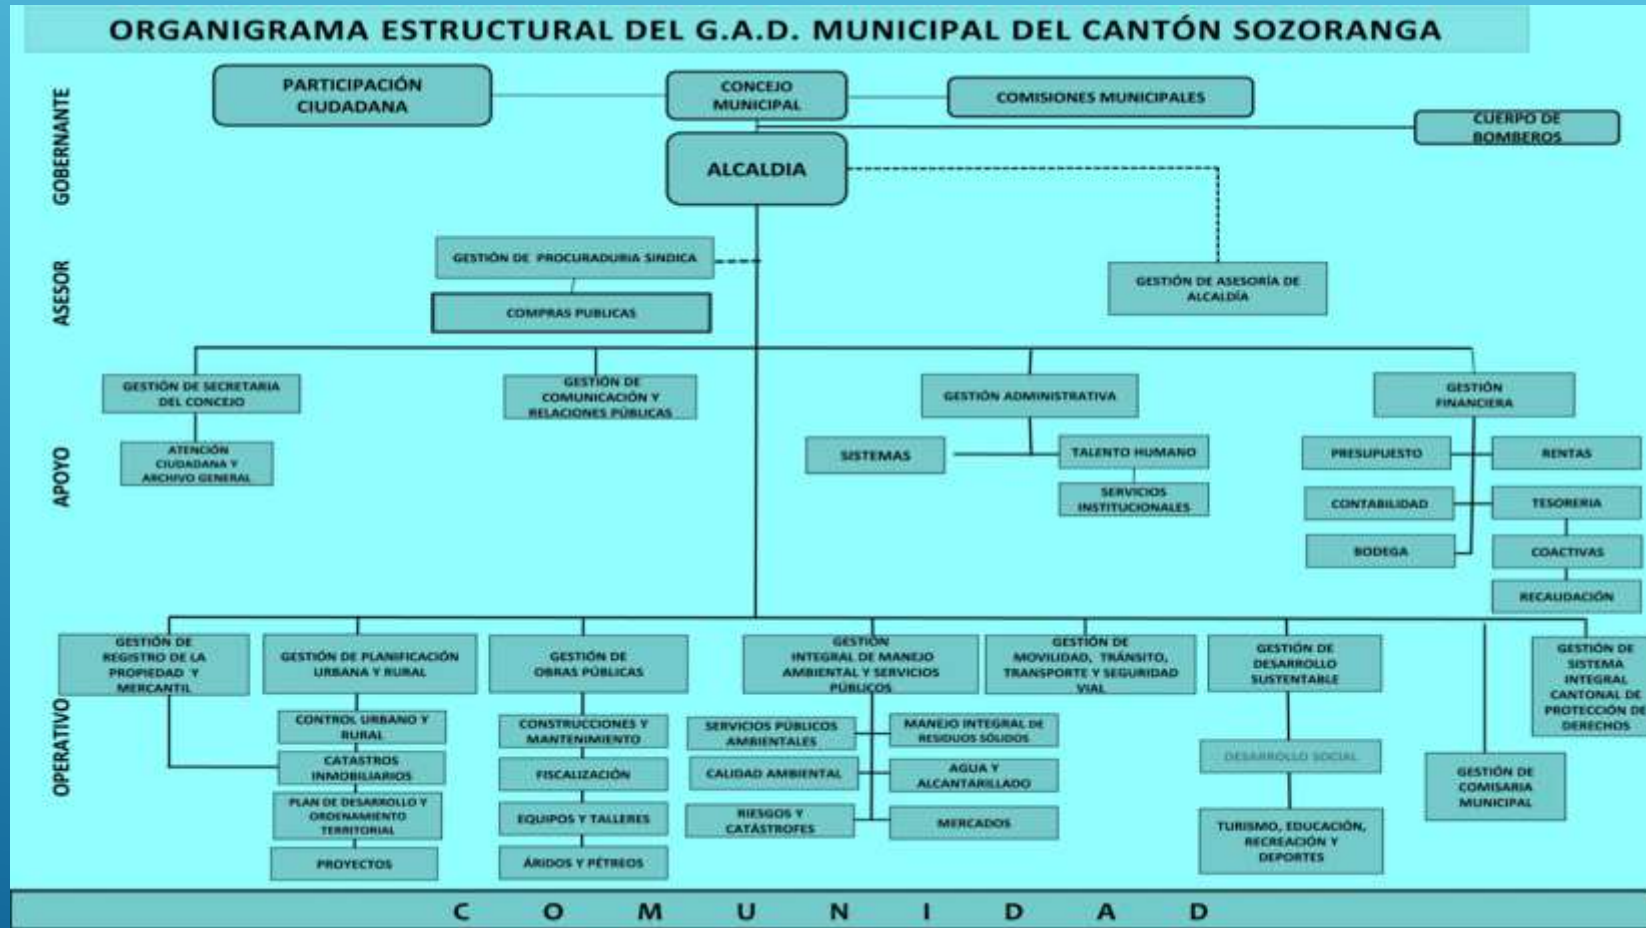 ORGANIGRAMA ESTRUCTURAL DEL G.A.D. MUNICIPAL DEL CANTÓN SOZORANGA
GOBERNANTE
PARTICIPACIÓN
CIUDADANA
CONCEJO
MUNICIPAL
COMISIONES MUNICIPALES
CUERPO DE
BOMBEROS
ALCALDIA
ASESOR
GESTIÓN DE PROCURADURIA SINDICA
COMPRAS PUBLICAS
GESTIÓN DE ASESORÍA DE
ALCALDÍA
APOYO
GESTIÓN DE SECRETARIA
DEL CONCEJO
ATENCIÓN
CIUDADANA Y
ARCHIVO GENERAL
GESTIÓN DE
COMUNICACIÓN Y
RELACIONES PÚBLICAS
GESTIÓN ADMINISTRATIVA
SISTEMAS
TALENTO HUMANO
SERVICIOS
INSTITUCIONALES
GESTIÓN
FINANCIERA
PRESUPUESTO
RENTAS
CONTABILIDAD
TESORERIA
BODEGA
COACTIVAS
RECAUDACIÓN
OPERATIVO
GESTIÓN DE
REGISTRO DE LA
PROPIEDAD Y
MERCANTIL
GESTIÓN DE PLANIFICACIÓN
URBANA Y RURAL
CONTROL URBANO Y
RURAL
CATASTROS
INMOBILIARIOS
PLAN DE DESARROLLO Y
ORDENAMIENTO
TERRITORIAL
PROYECTOS
GESTIÓN DE
OBRAS PÚBLICAS
CONSTRUCCIONES Y
MANTENIMIENTO
FISCALIZACIÓN
EQUIPOS Y TALLERES
ÁRIDOS Y PÉTREOS
GESTIÓN
INTEGRAL DE MANEJO
AMBIENTAL Y SERVICIOS
PÚBLICOS
SERVICIOS PÚBLICOS
AMBIENTALES
MANEJO INTEGRAL DE
RESIDUOS SÓLIDOS
CALIDAD AMBIENTAL
AGUA Y
ALCANTARILLADO
RIESGOS Y
CATÁSTROFES
MERCADOS
GESTIÓN DE
MOVILIDAD, TRÁNSITO,
TRANSPORTE Y SEGURIDAD
VIAL
GESTIÓN DE
DESARROLLO
SUSTENTABLE
DESARROLLO SOCIAL
TURISMO, EDUCACIÓN,
RECREACIÓN Y
DEPORTES
GESTIÓN DE
COMISARIA
MUNICIPAL
GESTIÓN DE
SISTEMA
INTEGRAL
CANTONAL DE
PROTECCIÓN DE
DERECHOS
C O M U N I D A D